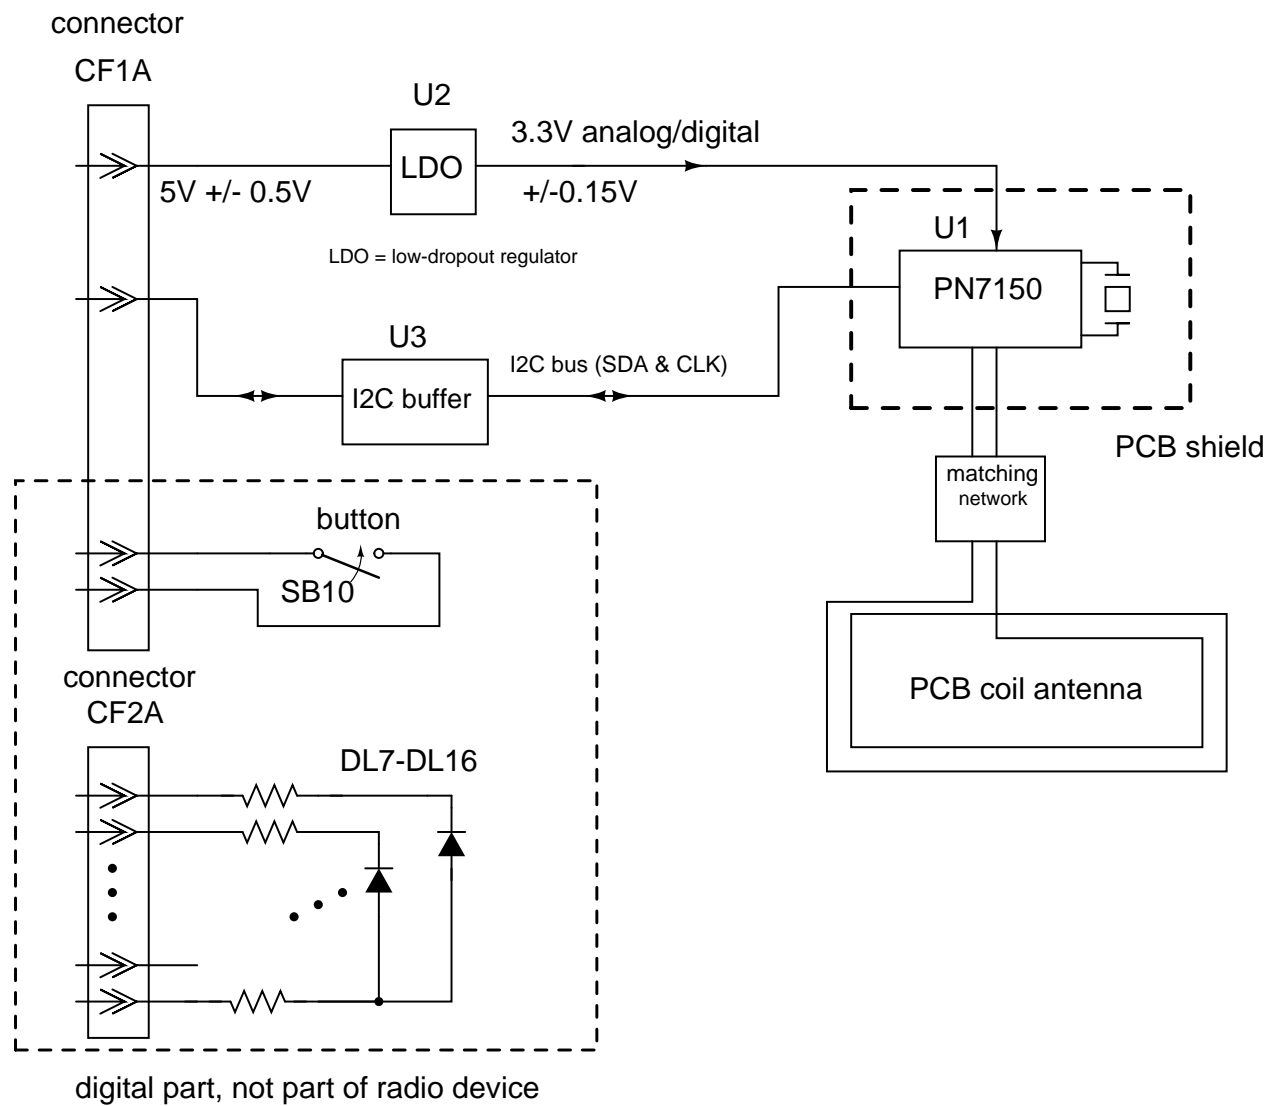 connector
CF1A
U2
LDO
3.3V analog/digital
5V +/- 0.5V
+/-0.15V
LDO = low-dropout regulator
U1
PN7150
U3
I2C buffer
I2C bus (SDA & CLK)
PCB shield
matching
network
button
SB10
connector
CF2A
PCB coil antenna
DL7-DL16
digital part, not part of radio device